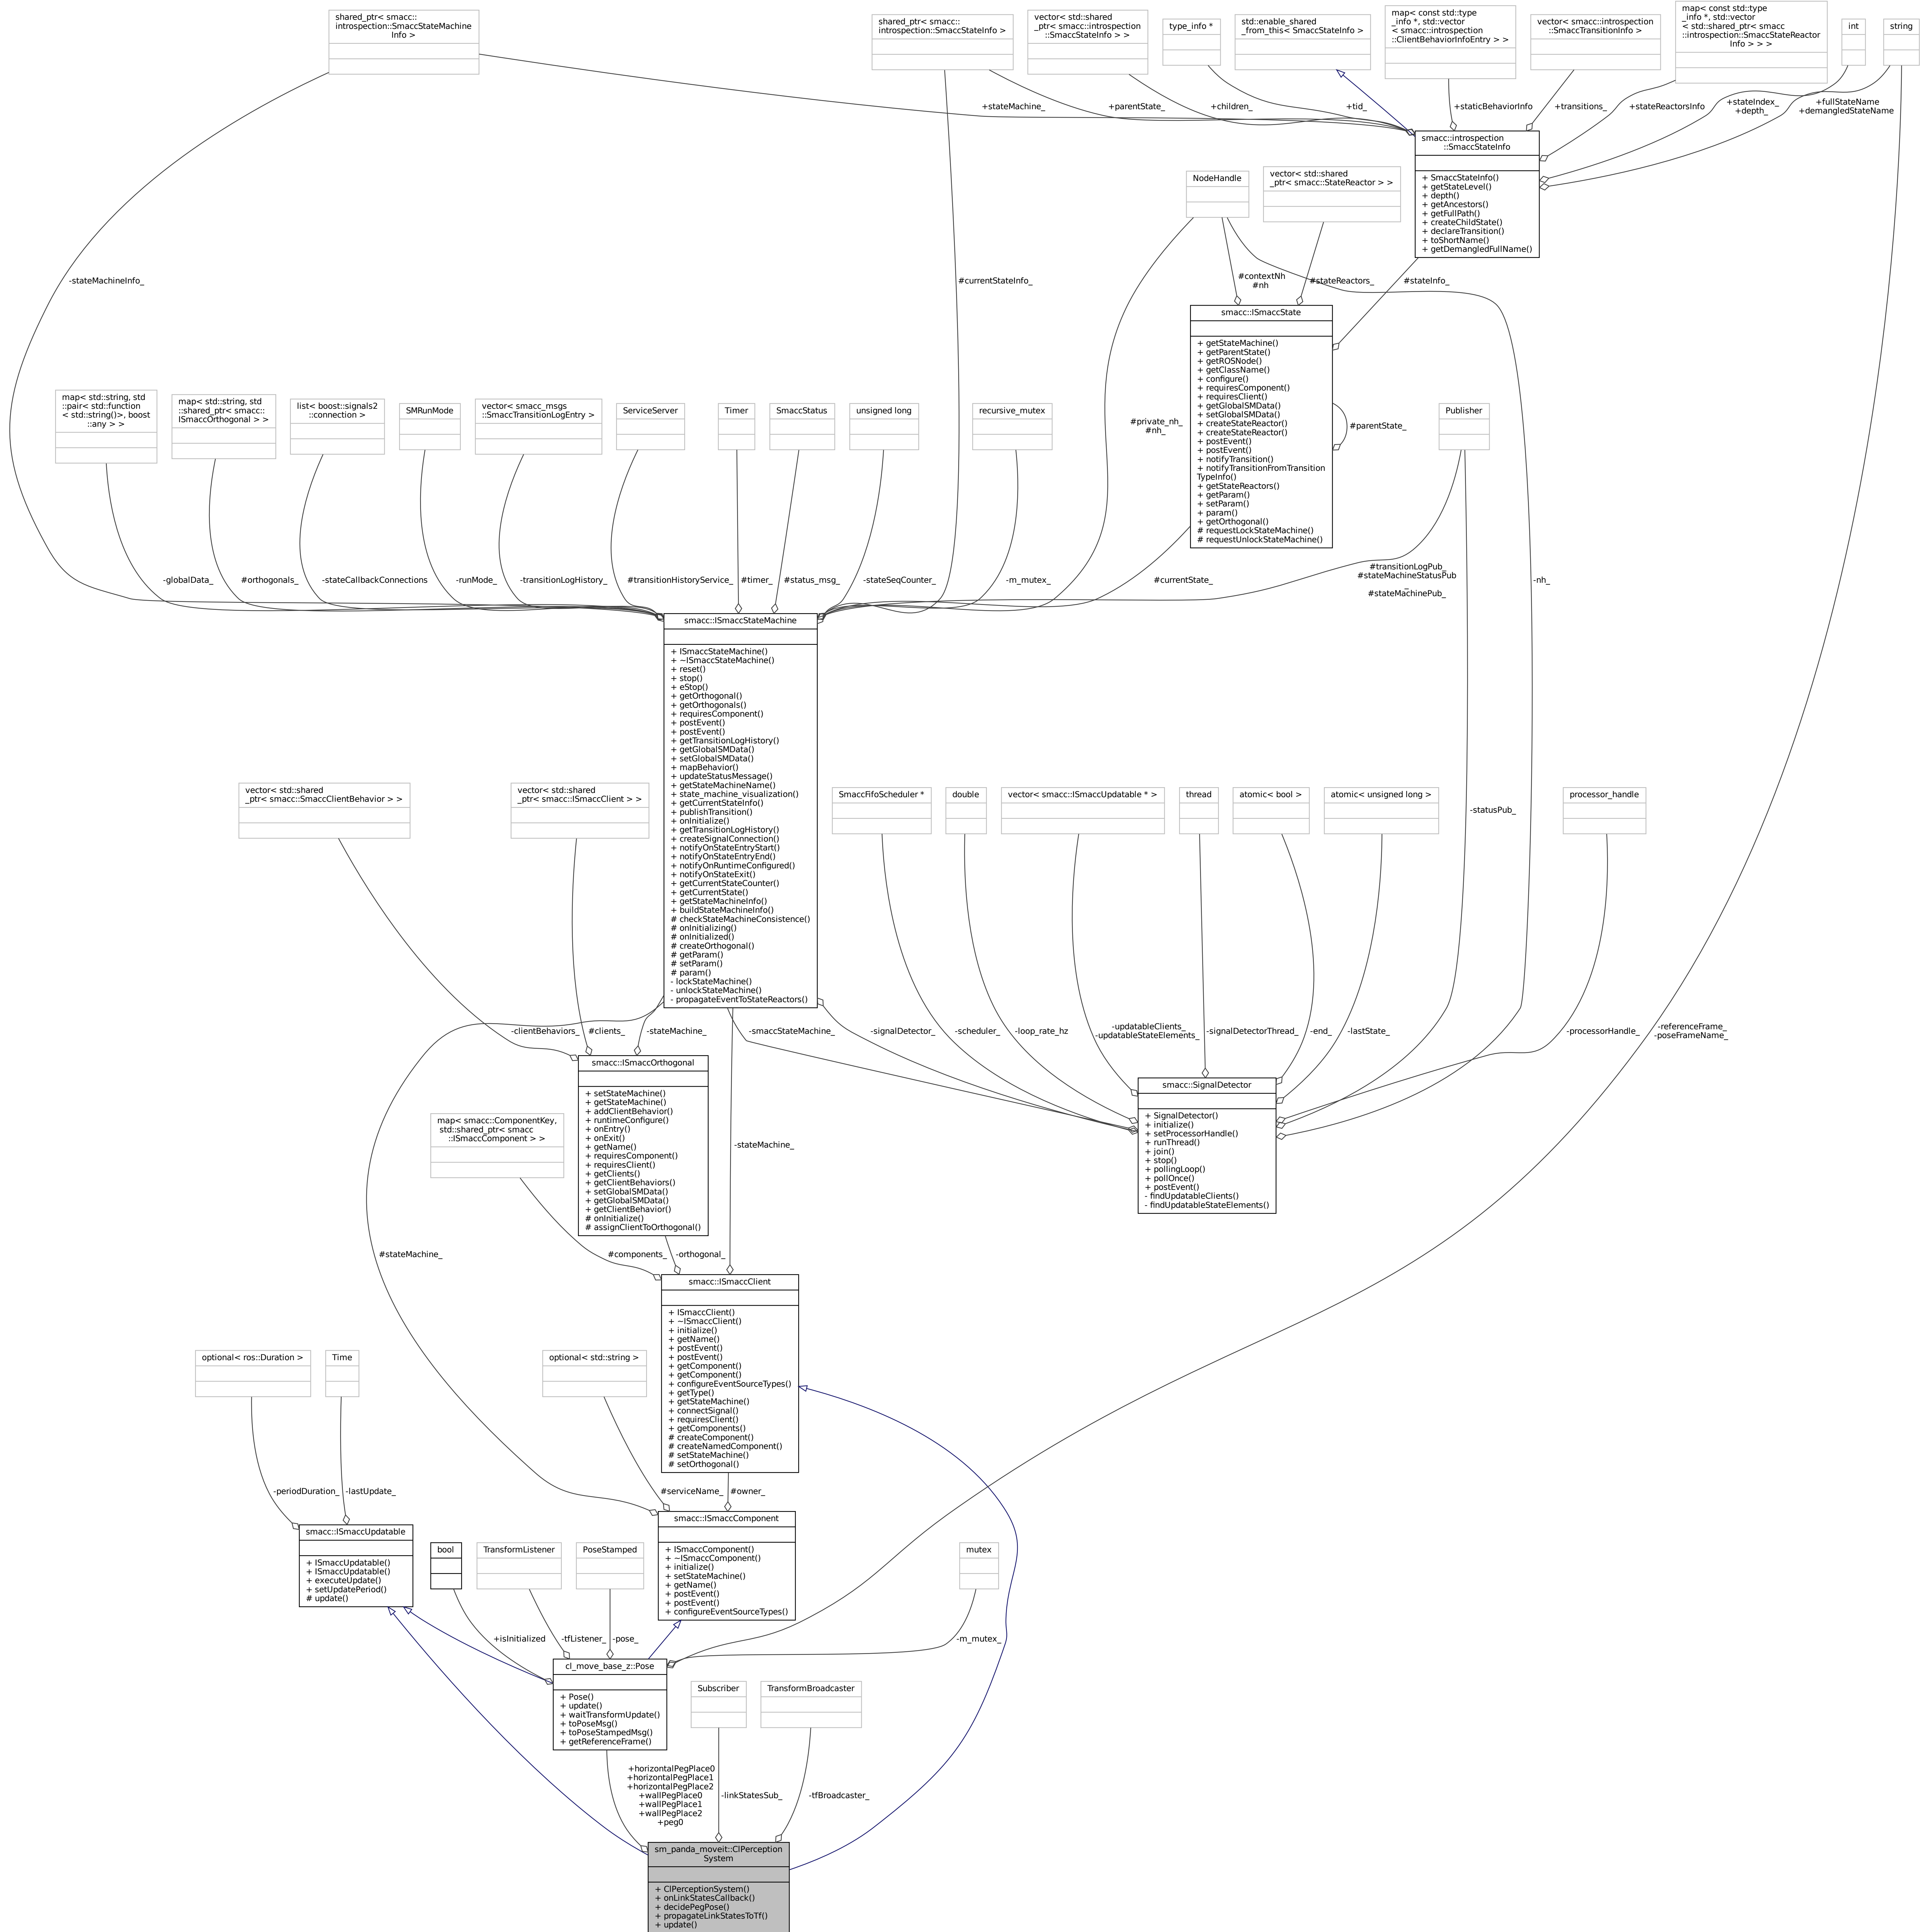 shared_ptr< smacc::
introspection::SmaccStateMachine
Info >
shared_ptr< smacc::
introspection::SmaccStateInfo >
vector< std::shared
_ptr< smacc::introspection
::SmaccStateInfo > >
type_info *
std::enable_shared
_from_this< SmaccStateInfo >
map< const std::type
_info *, std::vector
< smacc::introspection
::ClientBehaviorInfoEntry > >
vector< smacc::introspection
::SmaccTransitionInfo >
map< const std::type
_info *, std::vector
< std::shared_ptr< smacc
::introspection::SmaccStateReactor
Info > > >
int
string
+stateMachine_
+parentState_
+children_
+tid_
+staticBehaviorInfo
+transitions_
+stateReactorsInfo
+stateIndex_
+depth_
+fullStateName
+demangledStateName
smacc::introspection
::SmaccStateInfo
+ SmaccStateInfo()
+ getStateLevel()
+ depth()
+ getAncestors()
+ getFullPath()
+ createChildState()
+ declareTransition()
+ toShortName()
+ getDemangledFullName()
NodeHandle
vector< std::shared
_ptr< smacc::StateReactor > >
-stateMachineInfo_
#currentStateInfo_
#contextNh
#nh
#stateReactors_
#stateInfo_
smacc::ISmaccState
+ getStateMachine()
+ getParentState()
+ getROSNode()
+ getClassName()
+ configure()
+ requiresComponent()
+ requiresClient()
+ getGlobalSMData()
+ setGlobalSMData()
+ createStateReactor()
+ createStateReactor()
+ postEvent()
+ postEvent()
+ notifyTransition()
+ notifyTransitionFromTransition
TypeInfo()
+ getStateReactors()
+ getParam()
+ setParam()
+ param()
+ getOrthogonal()
# requestLockStateMachine()
# requestUnlockStateMachine()
#parentState_
map< std::string, std
::pair< std::function
< std::string()>, boost
::any > >
map< std::string, std
::shared_ptr< smacc::
ISmaccOrthogonal > >
list< boost::signals2
::connection >
SMRunMode
vector< smacc_msgs
::SmaccTransitionLogEntry >
ServiceServer
Timer
SmaccStatus
unsigned long
recursive_mutex
Publisher
#private_nh_
#nh_
-globalData_
#orthogonals_
-stateCallbackConnections
-runMode_
-transitionLogHistory_
#transitionHistoryService_
#timer_
#status_msg_
-stateSeqCounter_
-m_mutex_
#currentState_
#transitionLogPub_
#stateMachineStatusPub
_
#stateMachinePub_
-nh_
smacc::ISmaccStateMachine
+ ISmaccStateMachine()
+ ~ISmaccStateMachine()
+ reset()
+ stop()
+ eStop()
+ getOrthogonal()
+ getOrthogonals()
+ requiresComponent()
+ postEvent()
+ postEvent()
+ getTransitionLogHistory()
+ getGlobalSMData()
+ setGlobalSMData()
+ mapBehavior()
+ updateStatusMessage()
+ getStateMachineName()
+ state_machine_visualization()
+ getCurrentStateInfo()
+ publishTransition()
+ onInitialize()
+ getTransitionLogHistory()
+ createSignalConnection()
+ notifyOnStateEntryStart()
+ notifyOnStateEntryEnd()
+ notifyOnRuntimeConfigured()
+ notifyOnStateExit()
+ getCurrentStateCounter()
+ getCurrentState()
+ getStateMachineInfo()
+ buildStateMachineInfo()
# checkStateMachineConsistence()
# onInitializing()
# onInitialized()
# createOrthogonal()
# getParam()
# setParam()
# param()
- lockStateMachine()
- unlockStateMachine()
- propagateEventToStateReactors()
vector< std::shared
_ptr< smacc::SmaccClientBehavior > >
vector< std::shared
_ptr< smacc::ISmaccClient > >
SmaccFifoScheduler *
double
vector< smacc::ISmaccUpdatable * >
thread
atomic< bool >
atomic< unsigned long >
processor_handle
-statusPub_
-clientBehaviors_
#clients_
-stateMachine_
-smaccStateMachine_
-signalDetector_
-scheduler_
-loop_rate_hz
-updatableClients_
-updatableStateElements_
-signalDetectorThread_
-end_
-lastState_
-processorHandle_
-referenceFrame_
-poseFrameName_
smacc::ISmaccOrthogonal
+ setStateMachine()
+ getStateMachine()
+ addClientBehavior()
+ runtimeConfigure()
+ onEntry()
+ onExit()
+ getName()
+ requiresComponent()
+ requiresClient()
+ getClients()
+ getClientBehaviors()
+ setGlobalSMData()
+ getGlobalSMData()
+ getClientBehavior()
# onInitialize()
# assignClientToOrthogonal()
smacc::SignalDetector
+ SignalDetector()
+ initialize()
+ setProcessorHandle()
+ runThread()
+ join()
+ stop()
+ pollingLoop()
+ pollOnce()
+ postEvent()
- findUpdatableClients()
- findUpdatableStateElements()
map< smacc::ComponentKey,
std::shared_ptr< smacc
::ISmaccComponent > >
-stateMachine_
#stateMachine_
#components_
-orthogonal_
smacc::ISmaccClient
+ ISmaccClient()
+ ~ISmaccClient()
+ initialize()
+ getName()
+ postEvent()
+ postEvent()
+ getComponent()
+ getComponent()
+ configureEventSourceTypes()
+ getType()
+ getStateMachine()
+ connectSignal()
+ requiresClient()
+ getComponents()
# createComponent()
# createNamedComponent()
# setStateMachine()
# setOrthogonal()
optional< ros::Duration >
Time
optional< std::string >
-periodDuration_
-lastUpdate_
#serviceName_
#owner_
smacc::ISmaccUpdatable
+ ISmaccUpdatable()
+ ISmaccUpdatable()
+ executeUpdate()
+ setUpdatePeriod()
# update()
smacc::ISmaccComponent
+ ISmaccComponent()
+ ~ISmaccComponent()
+ initialize()
+ setStateMachine()
+ getName()
+ postEvent()
+ postEvent()
+ configureEventSourceTypes()
bool
TransformListener
PoseStamped
mutex
+isInitialized
-tfListener_
-pose_
-m_mutex_
cl_move_base_z::Pose
+ Pose()
+ update()
+ waitTransformUpdate()
+ toPoseMsg()
+ toPoseStampedMsg()
+ getReferenceFrame()
Subscriber
TransformBroadcaster
+horizontalPegPlace0
+horizontalPegPlace1
+horizontalPegPlace2
+wallPegPlace0
+wallPegPlace1
+wallPegPlace2
+peg0
-linkStatesSub_
-tfBroadcaster_
sm_panda_moveit::ClPerception
System
+ ClPerceptionSystem()
+ onLinkStatesCallback()
+ decidePegPose()
+ propagateLinkStatesToTf()
+ update()